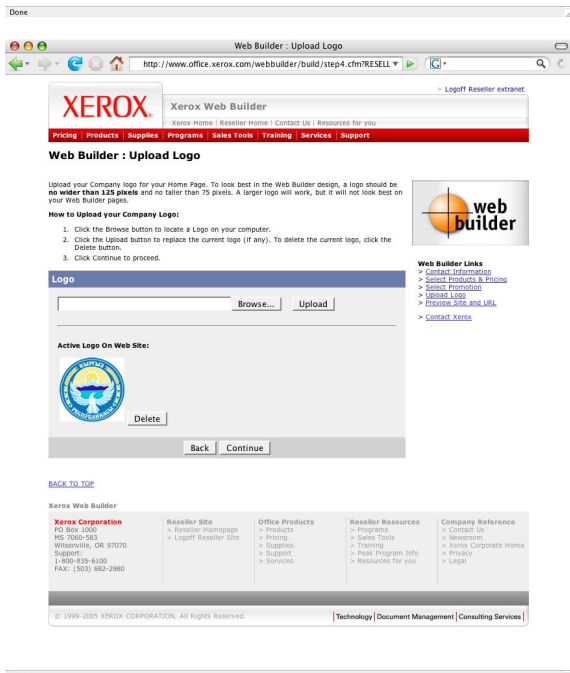 Done
Web Builder : Upload Logo
http://www.office.xerox.com/webbuilder/build/step4.cfm?RESELL
G
> Logoff Reseller extranet
XEROX.
Xerox Web Builder
Xerox Home | Reseller Home | Contact Us | Resources for you
Pricing | Products | Supplies | Programs | Sales Tools | Training | Services | Support
Web Builder : Upload Logo
Upload your Company logo for your Home Page. To look best in the Web Builder design, a logo should be
no wider than 125 pixels and no taller than 75 pixels. A larger logo will work, but it will not look best on
your Web Builder pages.
How to Upload your Company Logo:
1. Click the Browse button to locate a Logo on your computer.
2. Click the Upload button to replace the current logo (if any). To delete the current logo, click the
Delete button.
3. Click Continue to proceed.
web
builder
Web Builder Links
> Contact Information
> Select Products & Pricing
> Select Promotion
> Upload Logo
> Preview Site and URL
> Contact Xerox
Logo
Browse... Upload
Active Logo On Web Site:
КЫРГЫЗ
РЕСПУБЛИКАСЫ
Delete
Back Continue
BACK TO TOP
Xerox Web Builder
Xerox Corporation
PO Box 1000
MS 7060-583
Wilsonville, OR 97070
Support:
1-800-835-6100
FAX: (503) 682-2980
Reseller Site
> Reseller Homepage
> Logoff Reseller Site
Office Products
> Products
> Pricing
> Supplies
> Support
> Services
Reseller Resources
> Programs
> Sales Tools
> Training
> Peak Program Info
> Resources for you
Company Reference
> Contact Us
> Newsroom
> Xerox Corporate Home
> Privacy
> Legal
© 1999-2005 XEROX CORPORATION. All Rights Reserved.
Technology | Document Management | Consulting Services